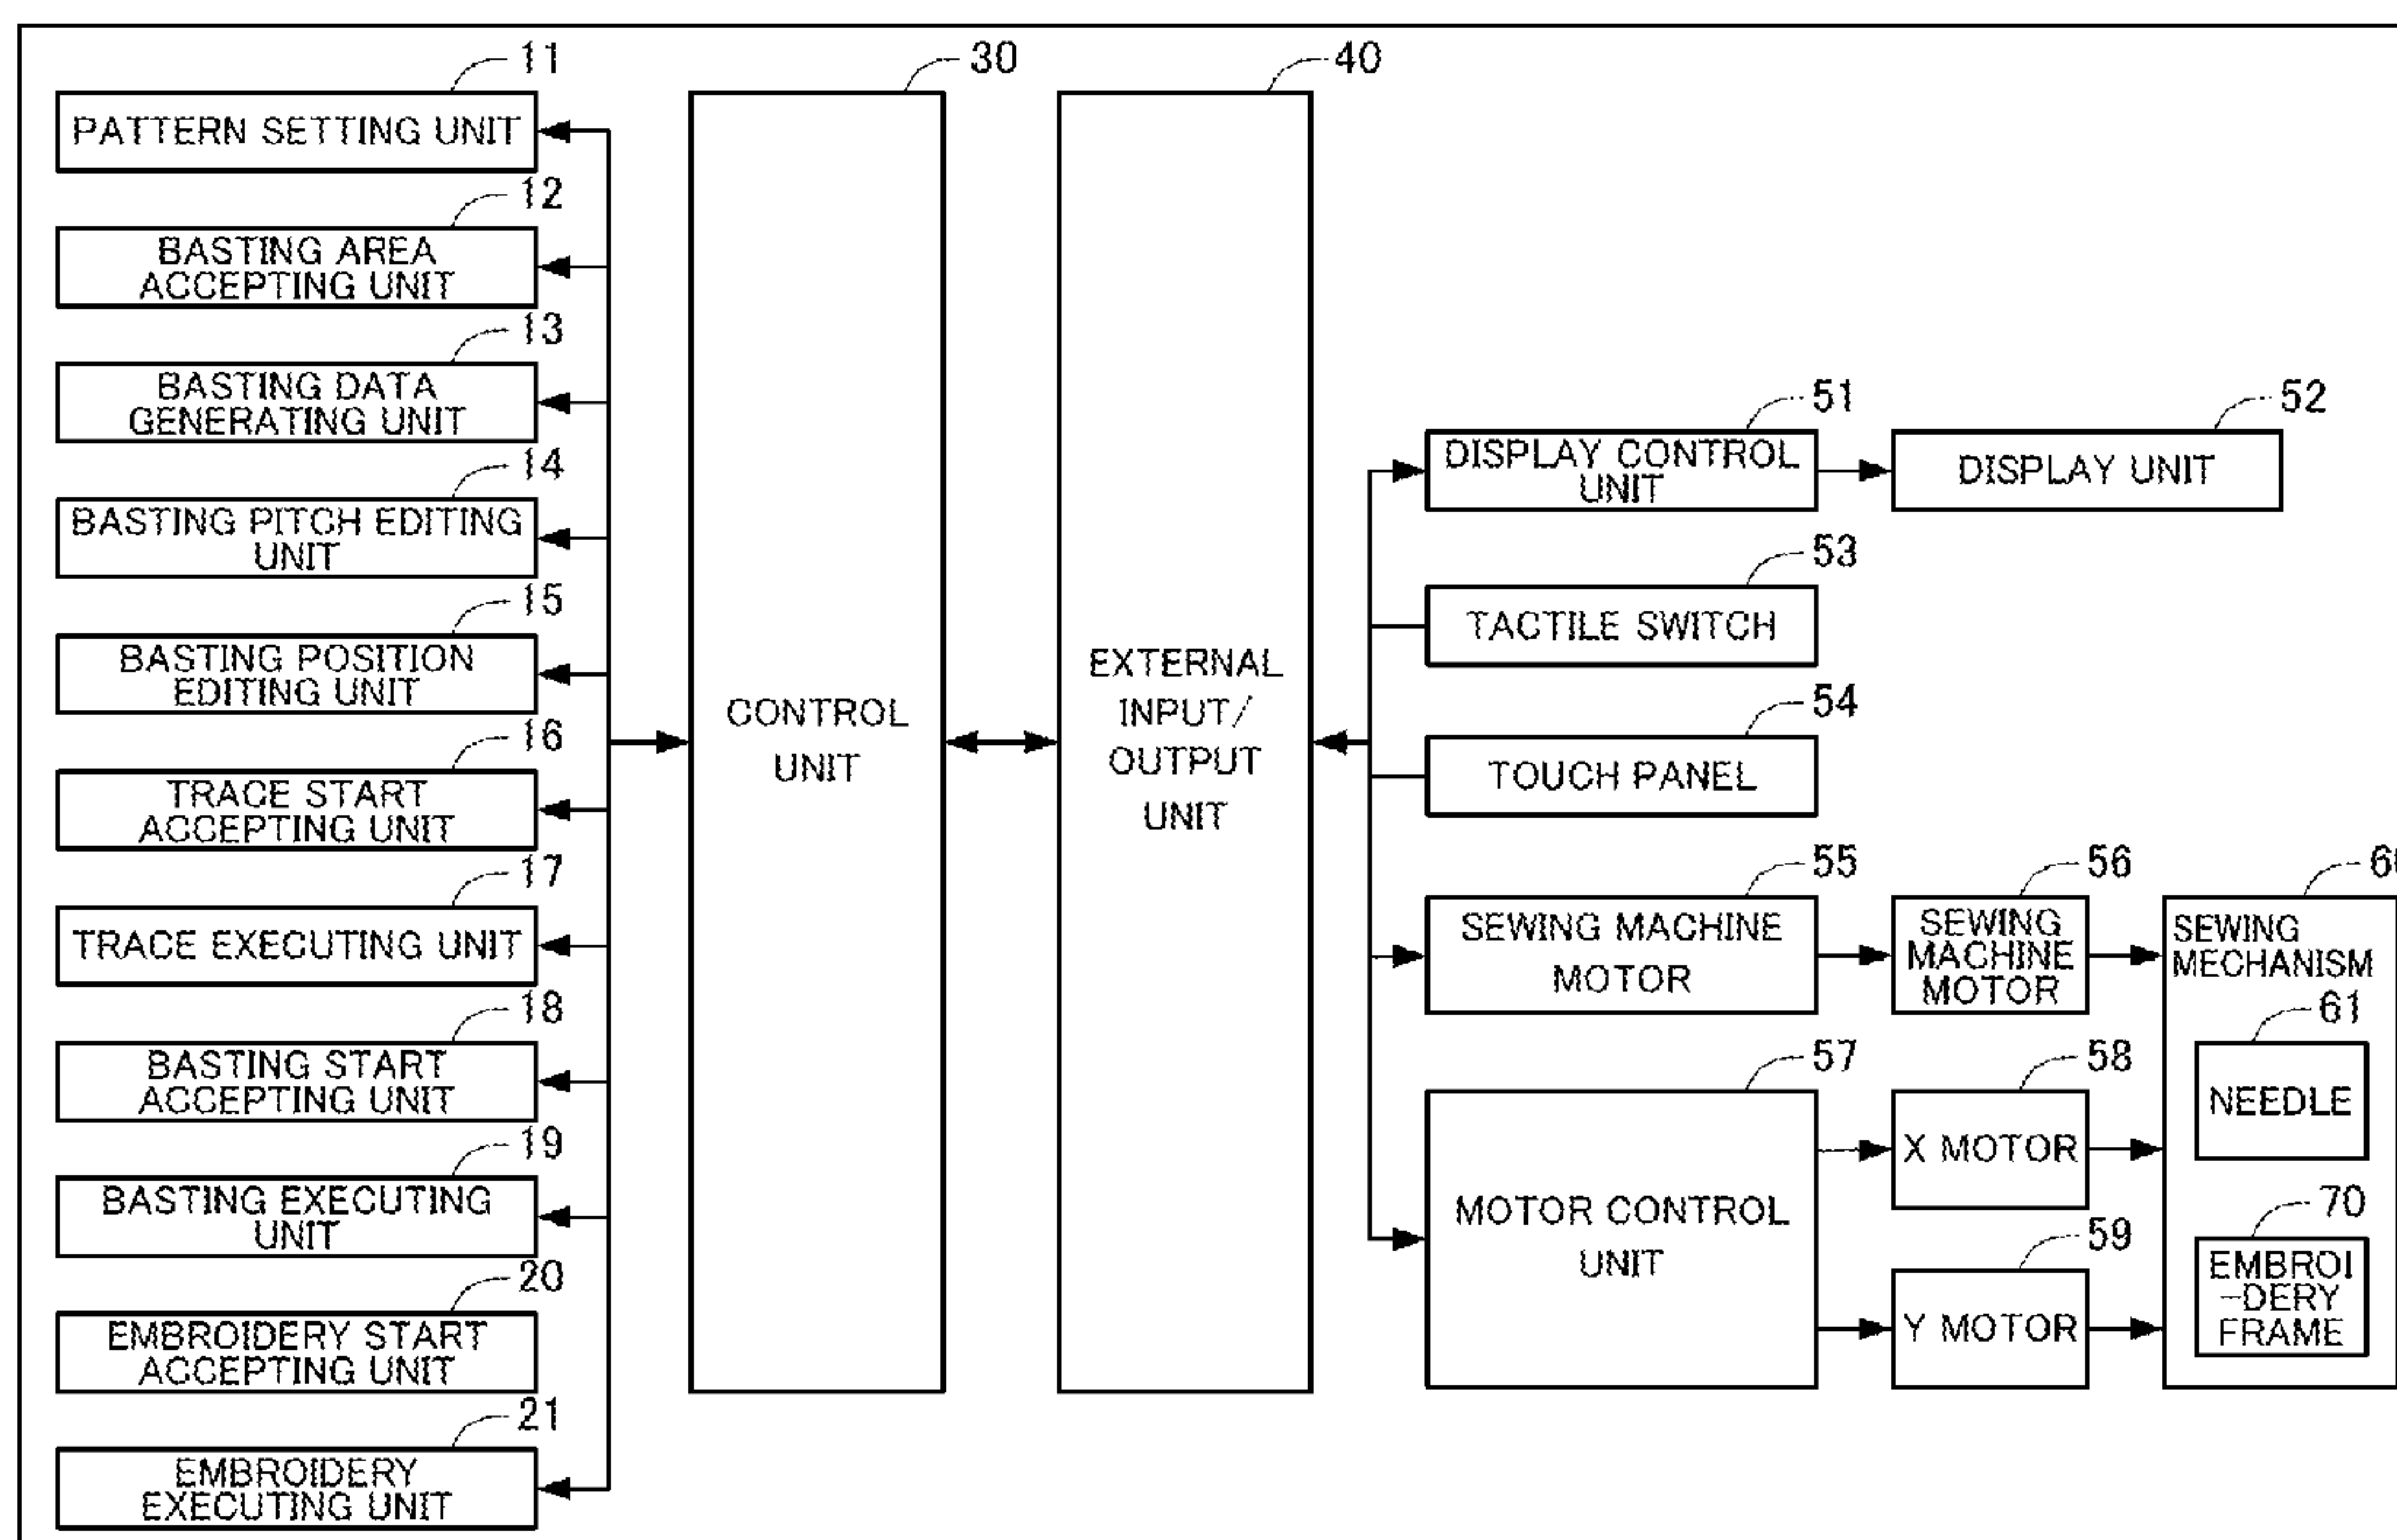 11
PATTERN SETTING UNIT
12
BASTING AREA
ACCEPTING UNIT
13
BASTING DATA
GENERATING UNIT
14
BASTING PITCH EDITING
UNIT
15
BASTING POSITION
EDITING UNIT
16
TRACE START
ACCEPTING UNIT
17
TRACE EXECUTING UNIT
18
BASTING START
ACCEPTING UNIT
19
BASTING EXECUTING
UNIT
20
EMBROIDERY START
ACCEPTING UNIT
21
EMBROIDERY
EXECUTING UNIT
30
CONTROL
UNIT
40
EXTERNAL
INPUT/
OUTPUT
UNIT
51
DISPLAY CONTROL
UNIT
52
DISPLAY UNIT
53
TACTILE SWITCH
54
TOUCH PANEL
55
SEWING MACHINE
MOTOR
56
SEWING
MACHINE
MOTOR
57
MOTOR CONTROL
UNIT
58
X MOTOR
59
Y MOTOR
SEWING
MECHANISM
61
NEEDLE
70
EMBROI
-DERY
FRAME